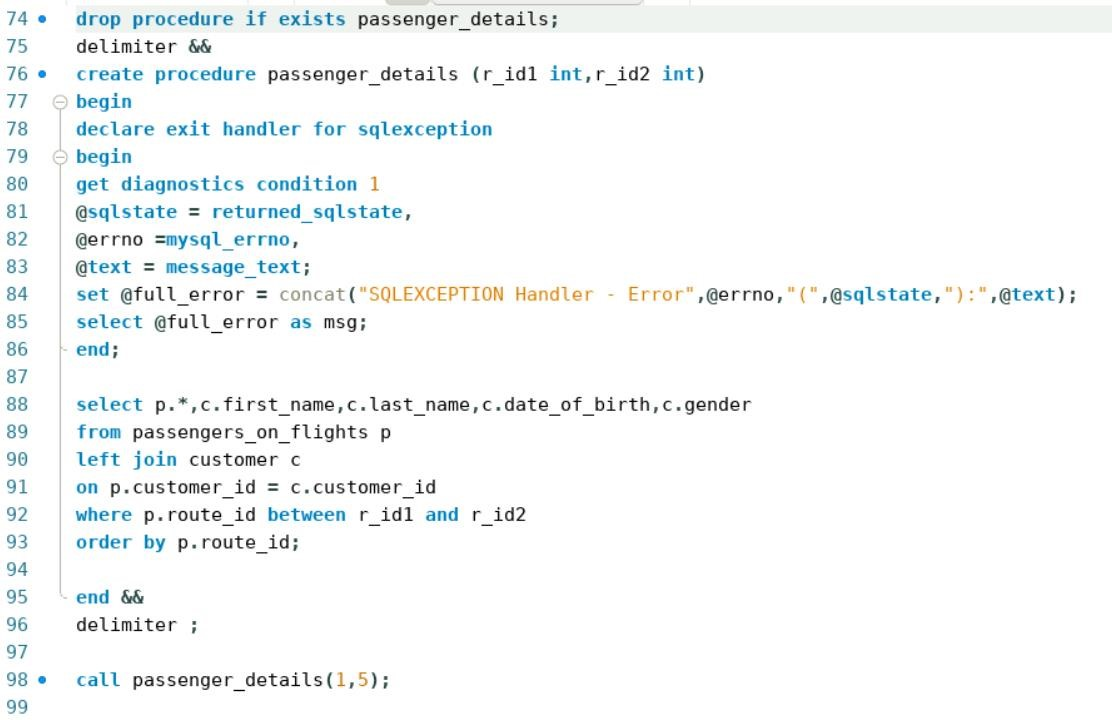 74 drop procedure if exists passenger_details;
75 delimiter &&
76 create procedure passenger_details (r_id1 int,r_id2 int)
77 begin
78 declare exit handler for sqlexception
79 begin
80 get diagnostics condition 1
81 @sqlstate = returned_sqlstate,
82 @errno =mysql_errno,
83 @text = message_text;
84 set @full_error = concat("SQLEXCEPTION Handler - Error",@errno,"(",@sqlstate,"):",@text);
85 select @full_error as msg;
86 end;
87
88 select p.*,c.first_name,c.last_name,c.date_of_birth,c.gender
89 from passengers_on_flights p
90 left join customer c
91 on p.customer_id = c.customer_id
92 where p.route_id between r_id1 and r_id2
93 order by p.route_id;
94
95 end &&
96 delimiter ;
97
98 call passenger_details(1,5);
99